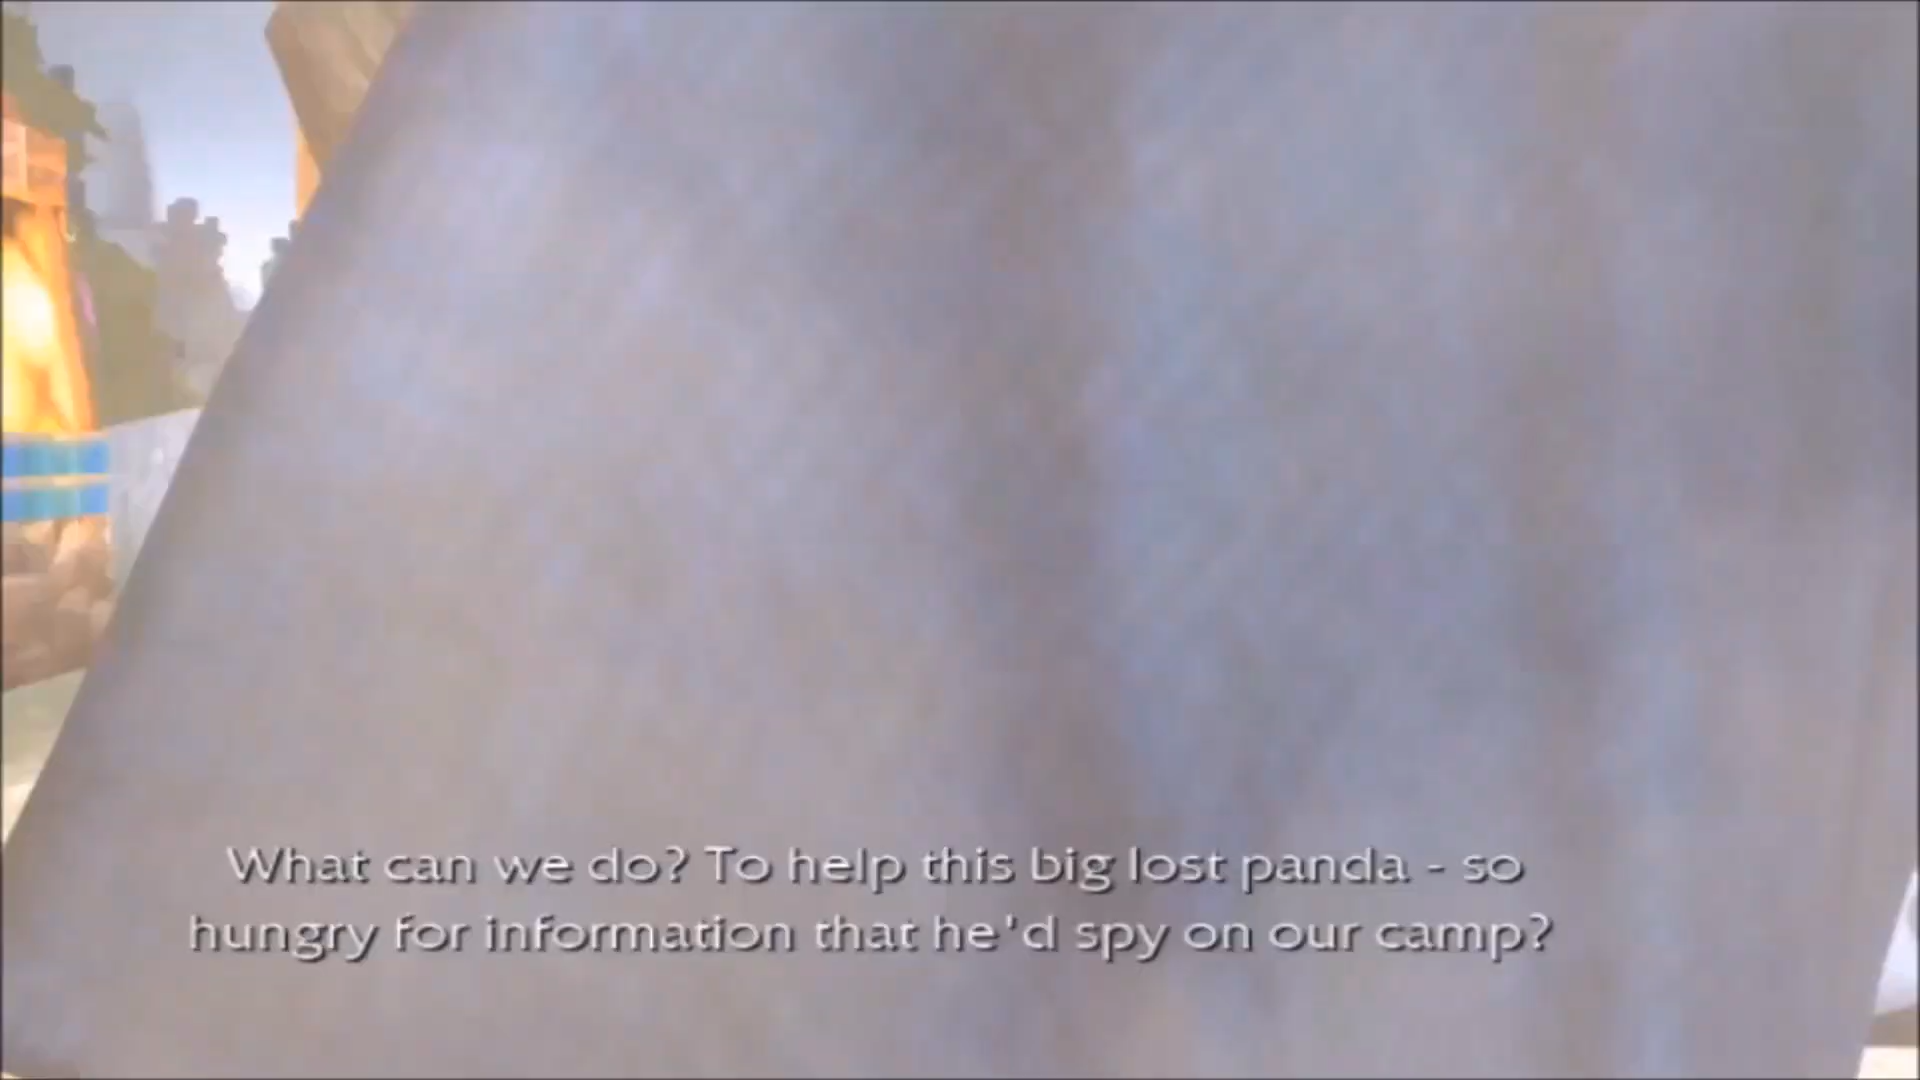 What can we do? To help this big lost panda - so
hungry for information that he'd spy on our camp?